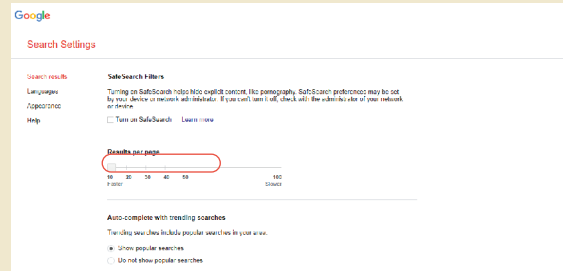 Google
Search Settings
Search results
Languages
Appearance
Help
SafeSearch Filters
Turning on SafeSearch helps hide explicit content, like pornography. SafeSearch preferences may be set
by your device or network administrator. If you can't turn it off, check with the administrator of your network
or device.
Turn on SafeSearch Learn more
Results per page
10 20 30 40 50 100
Faster Slower
Auto-complete with trending searches
Trending searches include popular searches in your area.
Show popular searches
Do not show popular searches